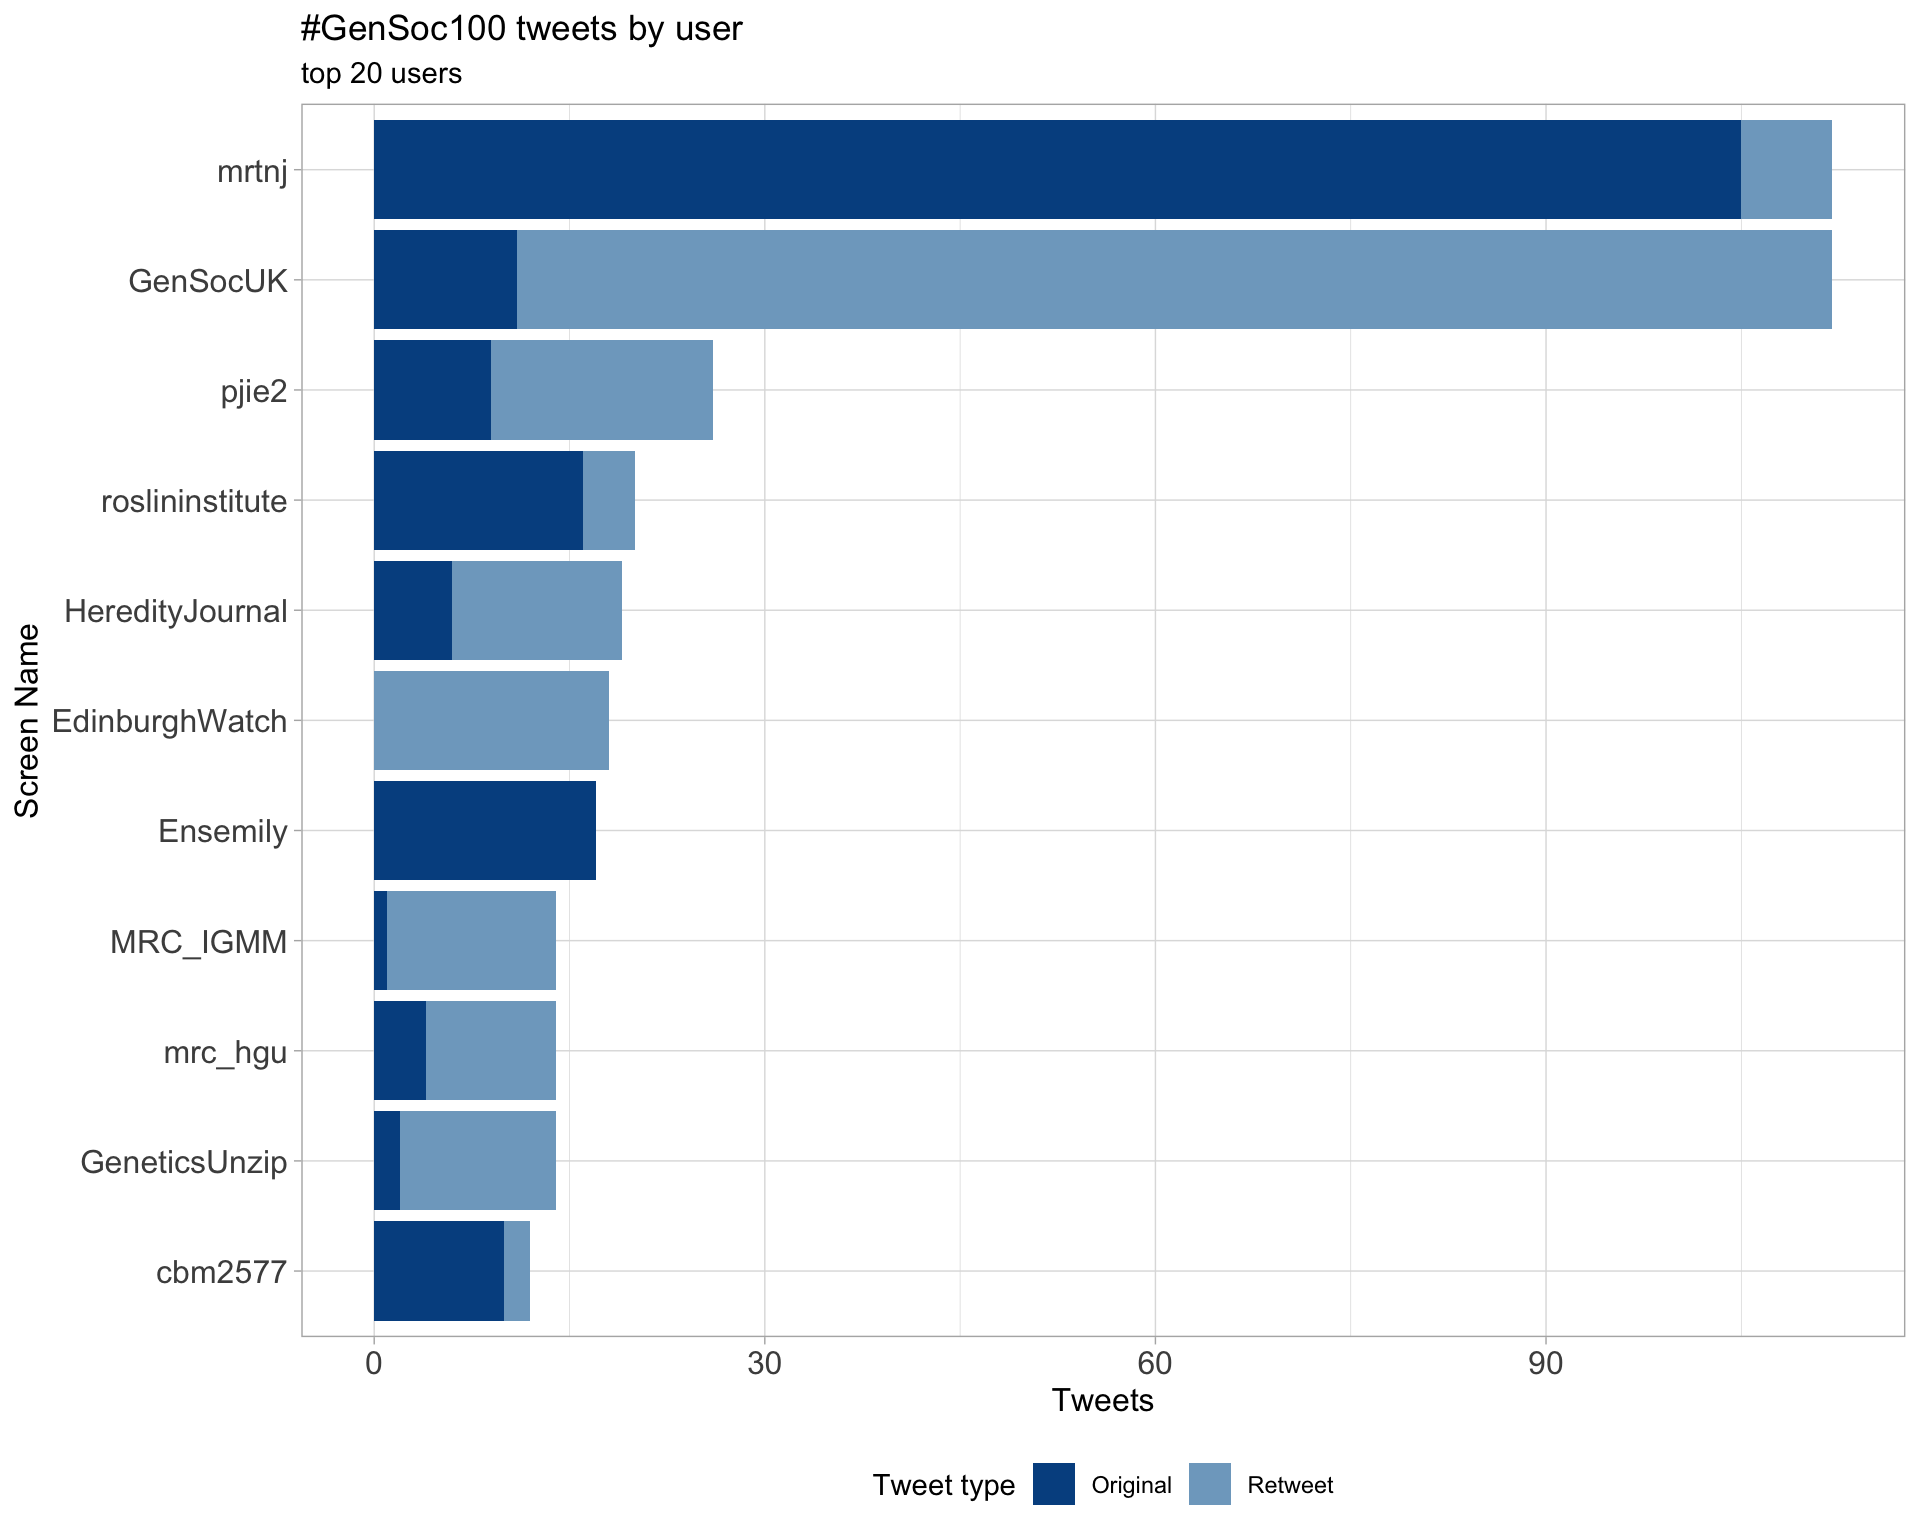 #GenSoc100 tweets by user
top 20 users
Screen Name
mrtnj
GenSocUK
pjie2
roslininstitute
HeredityJournal
EdinburghWatch
Ensemily
MRC_IGMM
mrc_hgu
GeneticsUnzip
cbm2577
0 30 60 90
Tweets
Tweet type Original Retweet